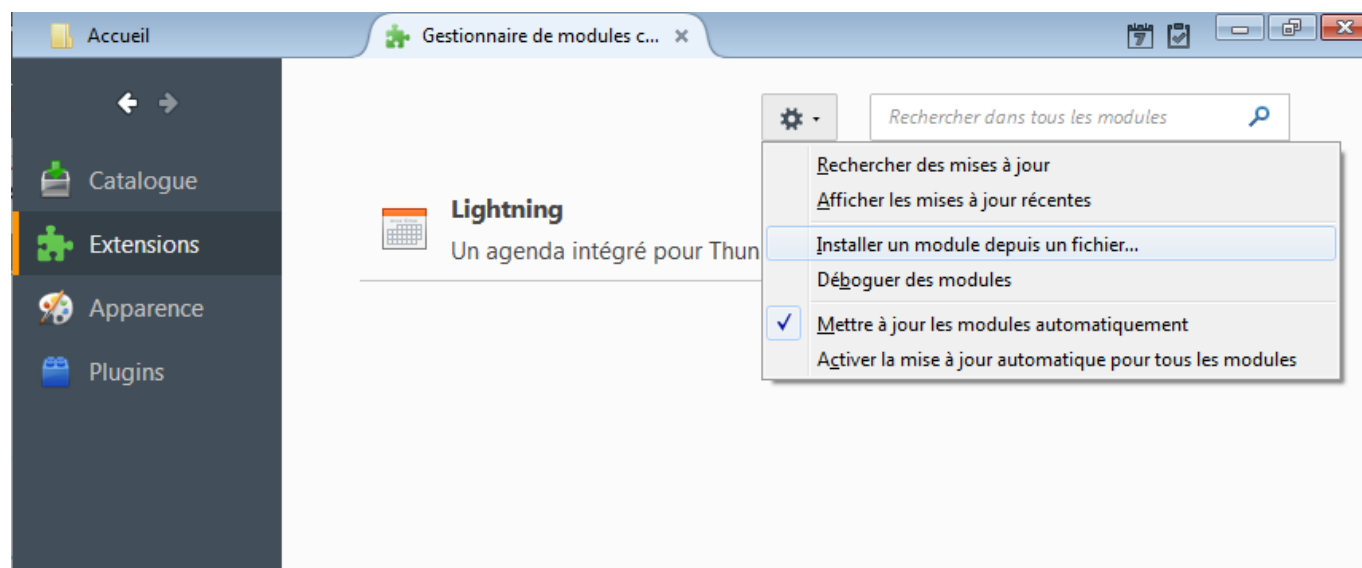 Accueil
Gestionnaire de modules c...
7
Rechercher dans tous les modules
Catalogue
Extensions
Apparence
Plugins
Lightning
Un agenda intégré pour Thun
Rechercher des mises à jour
Afficher les mises à jour récentes
Installer un module depuis un fichier...
Déboguer des modules
Mettre à jour les modules automatiquement
Activer la mise à jour automatique pour tous les modules